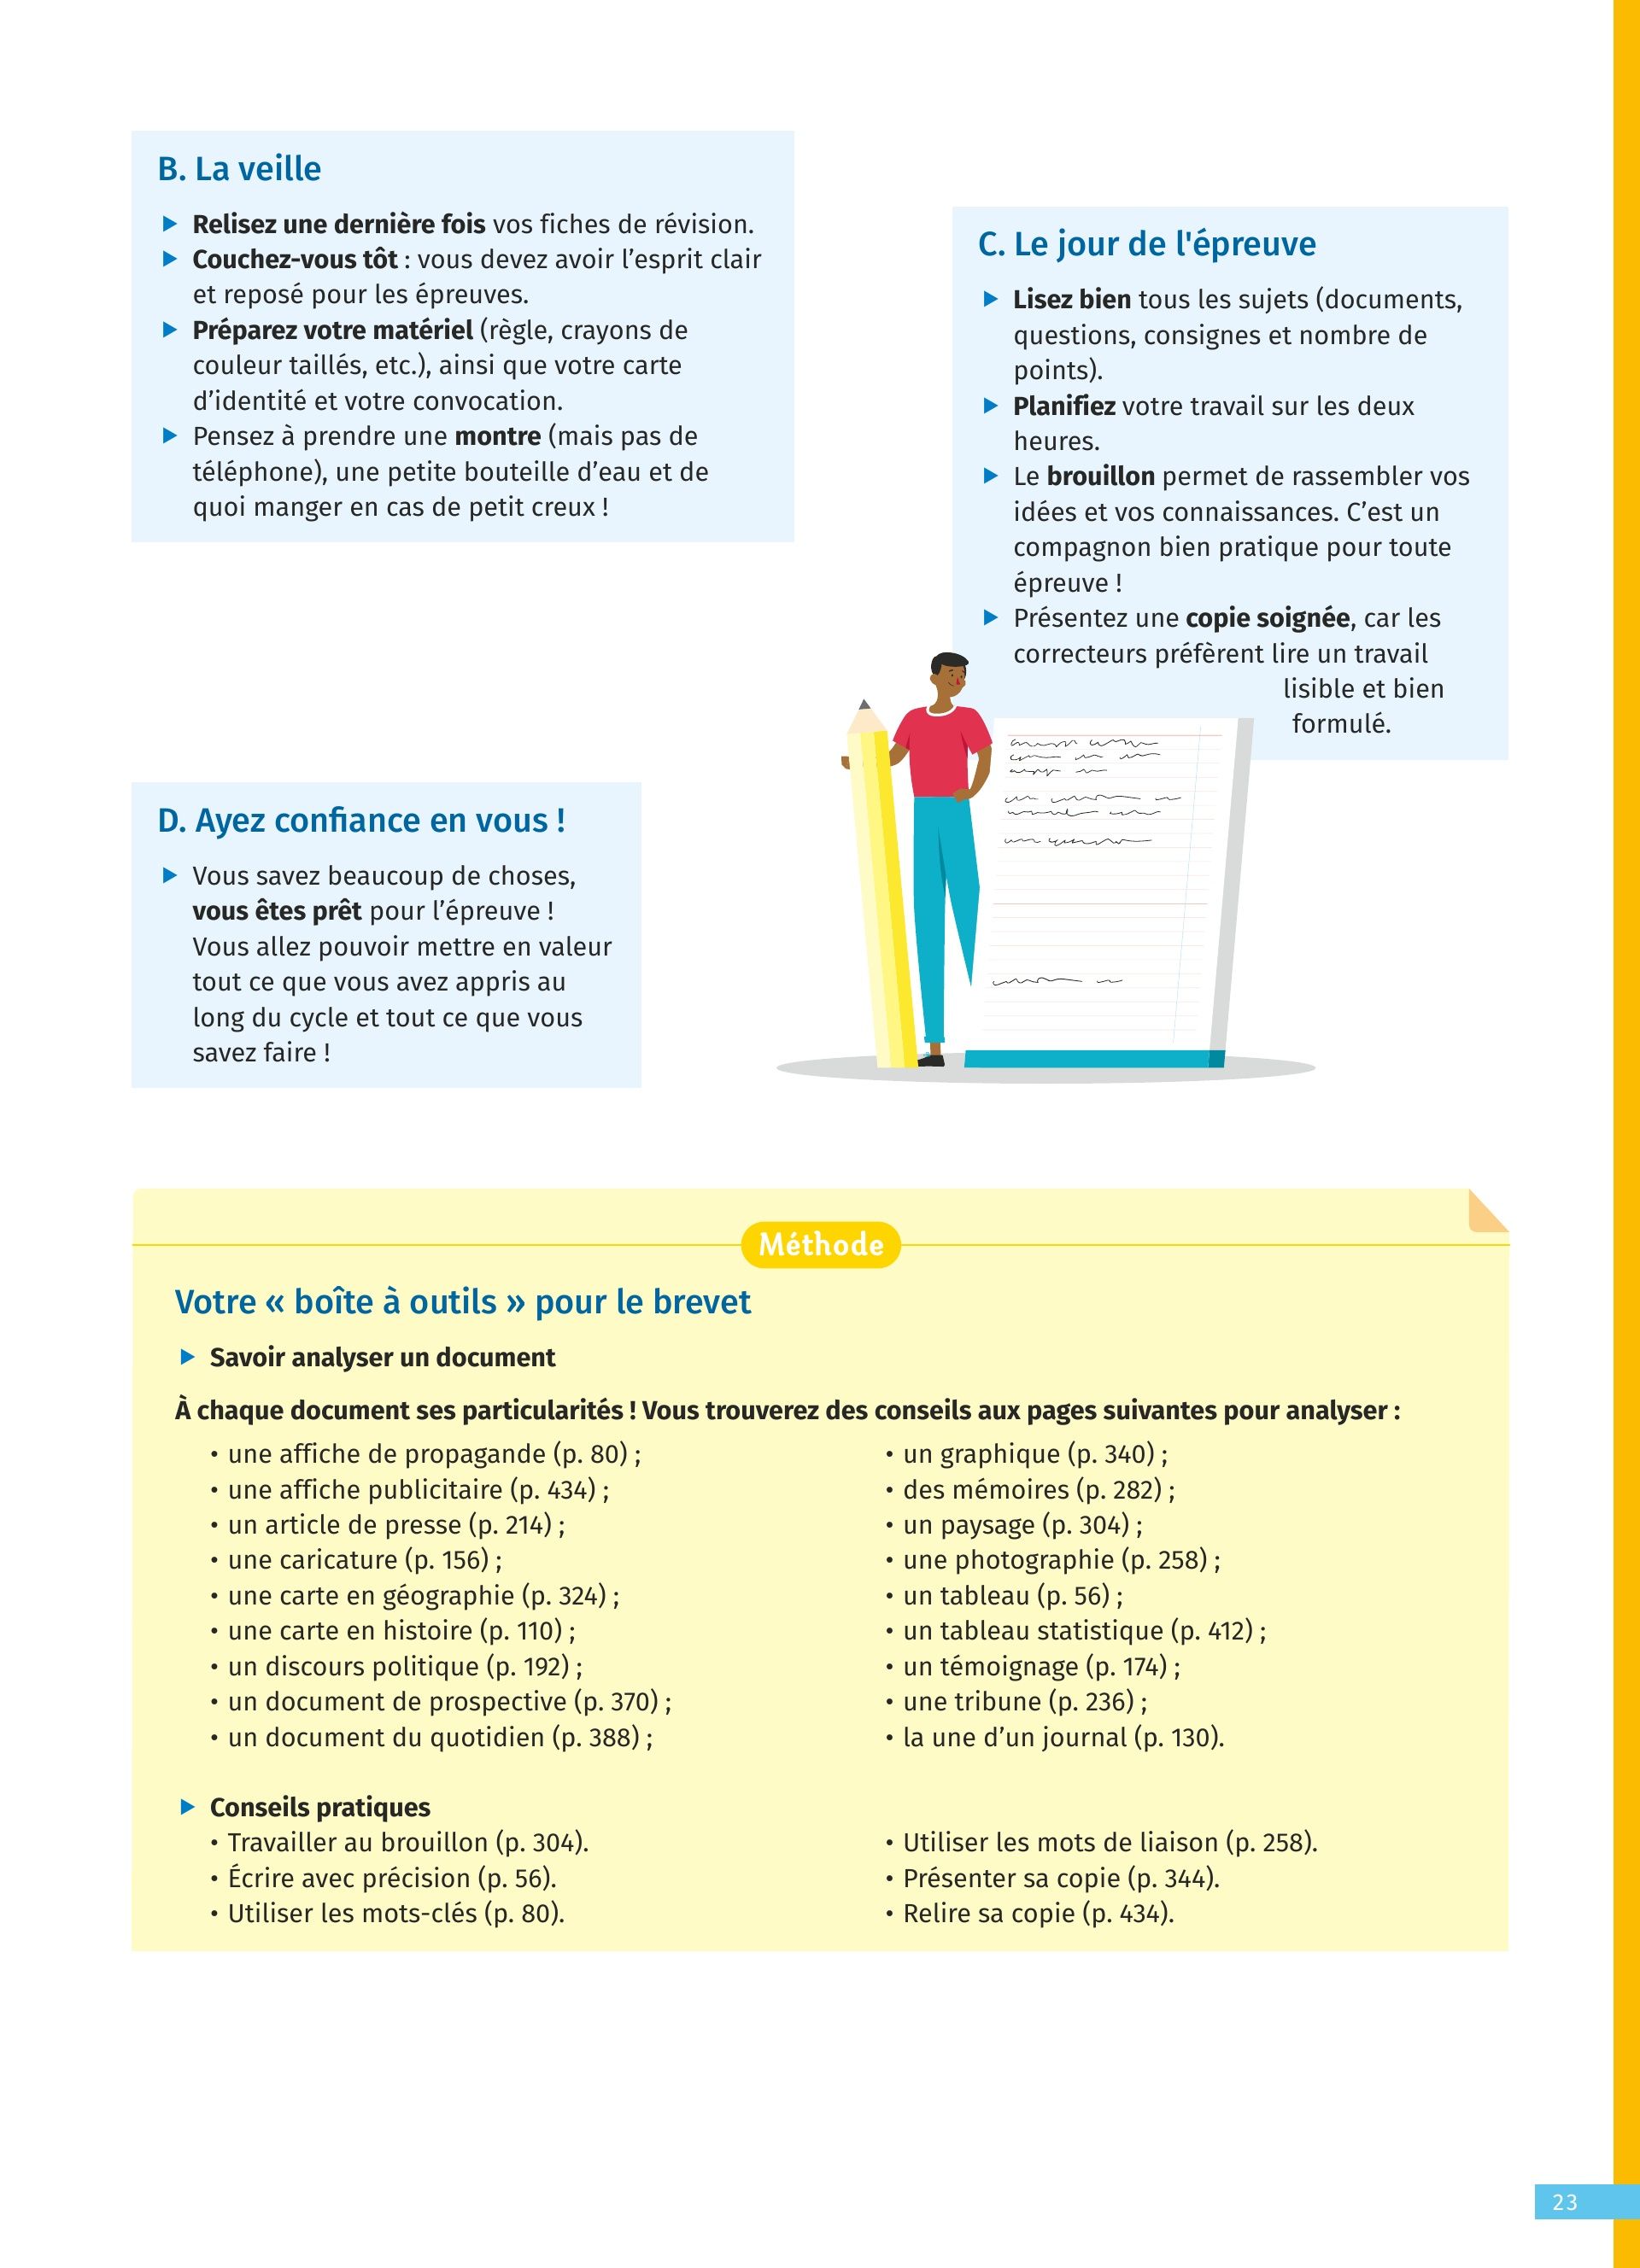 B. La veille
Relisez une dernière fois vos fiches de révision.
Couchez-vous tôt : vous devez avoir l’esprit clair
et reposé pour les épreuves.
Préparez votre matériel (règle, crayons de
couleur taillés, etc.), ainsi que votre carte
d’identité et votre convocation.
Pensez à prendre une montre (mais pas de
téléphone), une petite bouteille d’eau et de
quoi manger en cas de petit creux !
C. Le jour de l'épreuve
Lisez bien tous les sujets (documents,
questions, consignes et nombre de
points).
Planifiez votre travail sur les deux
heures.
Le brouillon permet de rassembler vos
idées et vos connaissances. C’est un
compagnon bien pratique pour toute
épreuve !
Présentez une copie soignée, car les
correcteurs préfèrent lire un travail
lisible et bien
formulé.
D. Ayez confiance en vous !
Vous savez beaucoup de choses,
vous êtes prêt pour l’épreuve !
Vous allez pouvoir mettre en valeur
tout ce que vous avez appris au
long du cycle et tout ce que vous
savez faire !
Méthode
Votre « boîte à outils » pour le brevet
Savoir analyser un document
À chaque document ses particularités ! Vous trouverez des conseils aux pages suivantes pour analyser :
• une affiche de propagande (p. 80) ;
• une affiche publicitaire (p. 434) ;
• un article de presse (p. 214) ;
• une caricature (p. 156) ;
• une carte en géographie (p. 324) ;
• une carte en histoire (p. 110) ;
• un discours politique (p. 192) ;
• un document de prospective (p. 370) ;
• un document du quotidien (p. 388) ;
• un graphique (p. 340) ;
• des mémoires (p. 282) ;
• un paysage (p. 304) ;
• une photographie (p. 258) ;
• un tableau (p. 56) ;
• un tableau statistique (p. 412) ;
• un témoignage (p. 174) ;
• une tribune (p. 236) ;
• la une d’un journal (p. 130).
Conseils pratiques
• Travailler au brouillon (p. 304).
• Écrire avec précision (p. 56).
• Utiliser les mots-clés (p. 80).
• Utiliser les mots de liaison (p. 258).
• Présenter sa copie (p. 344).
• Relire sa copie (p. 434).
23